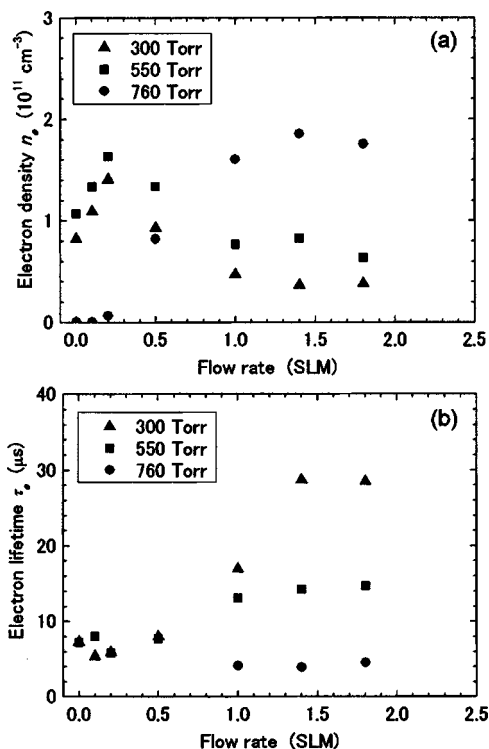 (a)
300 Torr
550 Torr
760 Torr
Electron density nₑ (10¹¹ cm⁻³)
3
2
1
0
0.0 0.5 1.0 1.5 2.0 2.5
Flow rate (SLM)
(b)
300 Torr
550 Torr
760 Torr
Electron lifetime τₑ (μs)
40
30
20
10
0
0.0 0.5 1.0 1.5 2.0 2.5
Flow rate (SLM)